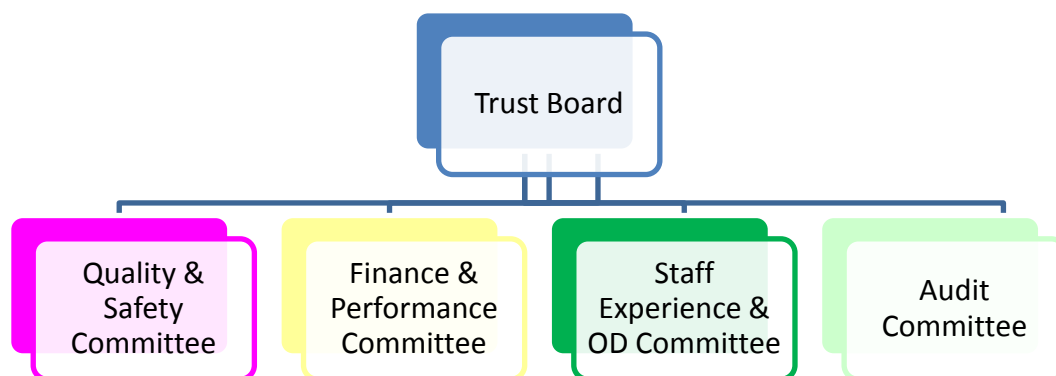 Trust Board
Quality &
Safety
Committee
Finance &
Performance
Committee
Staff
Experience &
OD Committee
Audit
Committee